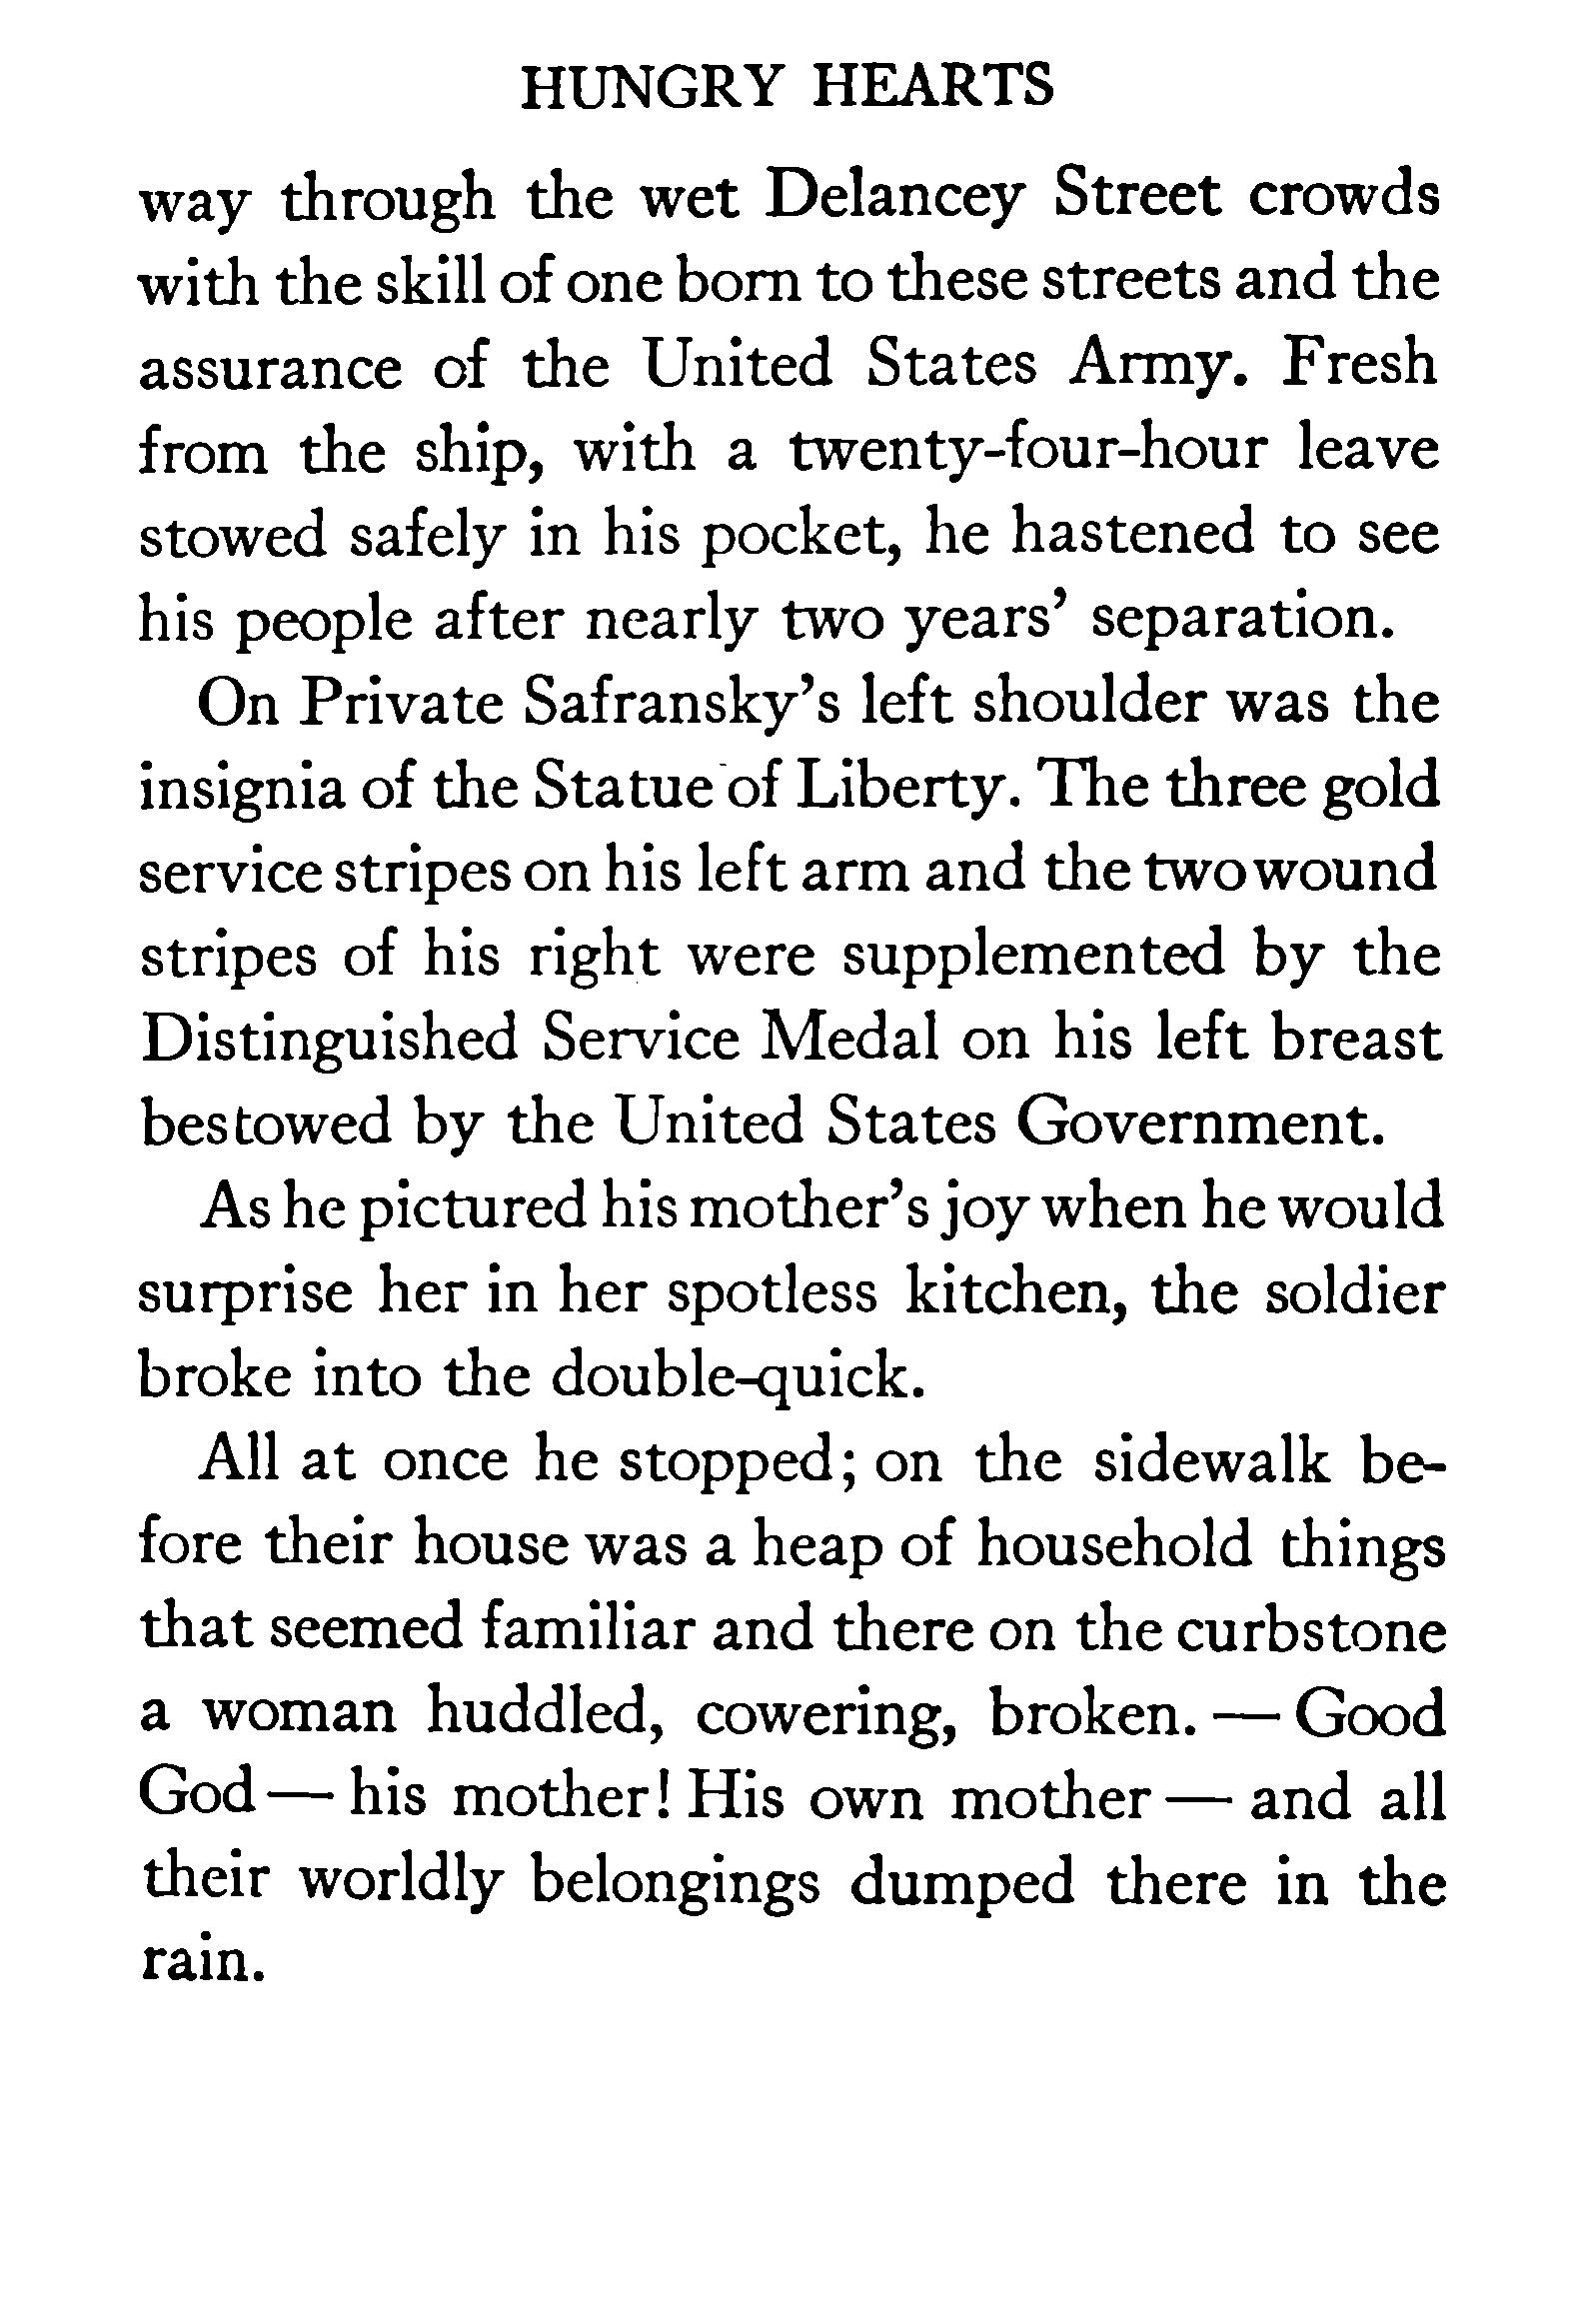 HUNGRY HEARTS
way through the wet Delancey Street crowds
with the skill of one born to these streets and the
assurance of the United States Army. Fresh
from the ship, with a twenty-four-hour leave
stowed safely in his pocket, he hastened to see
his people after nearly two years’ separation.
On Private Safransky’s left shoulder was the
insignia of the Statue of Liberty. The three gold
service stripes on his left arm and the two wound
stripes of his right were supplemented by the
Distinguished Service Medal on his left breast
bestowed by the United States Government.
As he pictured his mother’s joy when he would
surprise her in her spotless kitchen, the soldier
broke into the double-quick.
All at once he stopped; on the sidewalk be-
fore their house was a heap of household things
that seemed familiar and there on the curbstone
a woman huddled, cowering, broken. — Good
God — his mother! His own mother — and all
their worldly belongings dumped there in the
rain.